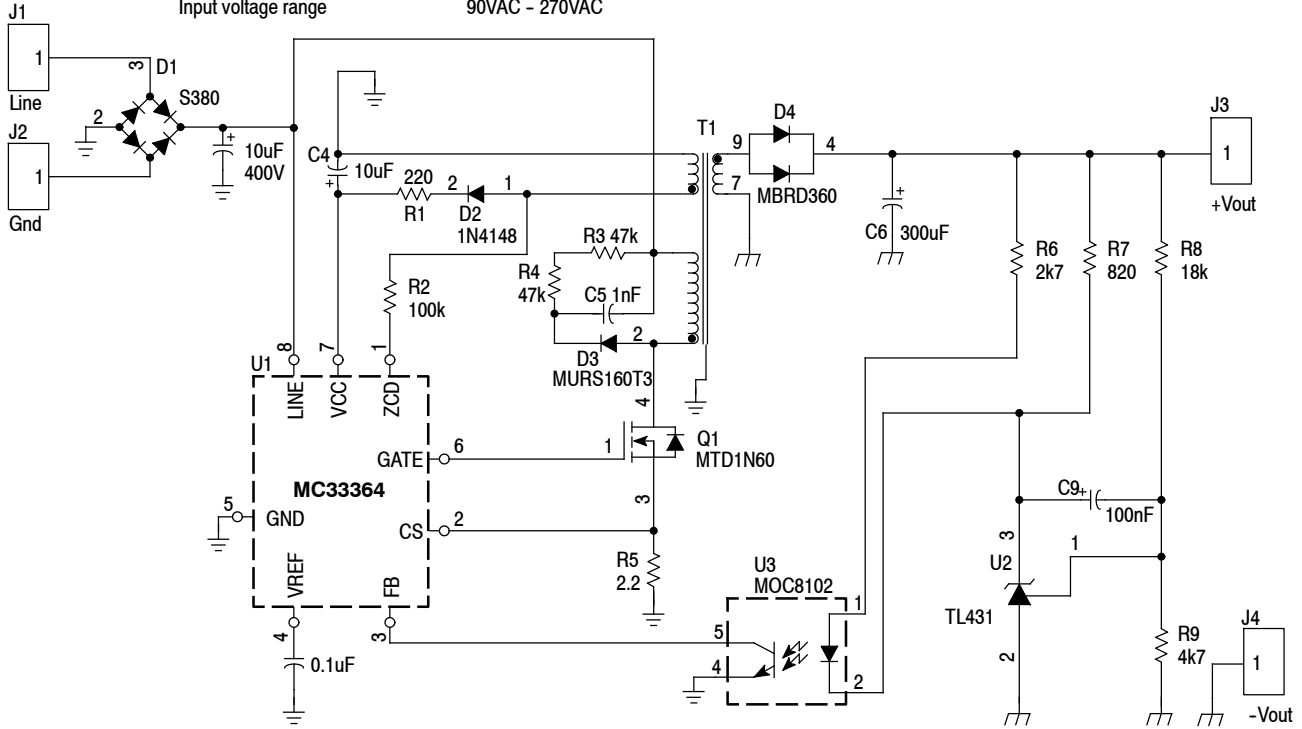 Input voltage range 90VAC - 270VAC
J1
1
Line
J2
1
Gnd
3
D1
S380
2
+
10uF
400V
C4
+
10uF
220
R1
2
D2
1N4148
1
T1
9
7
D4
MBRD360
4
+
C6 300uF
J3
1
+Vout
R3 47k
R4
47k
C5 1nF
D3
2
MURS160T3
R2
100k
R6
2k7
R7
820
R8
18k
U1
8
7
1
LINE
VCC
ZCD
GATE
6
MC33364
5
GND
CS
2
VREF
FB
4
3
0.1uF
4
1
Q1
MTD1N60
3
R5
2.2
U3
MOC8102
5
4
1
2
C9
+
100nF
3
U2
1
TL431
2
R9
4k7
J4
1
-Vout